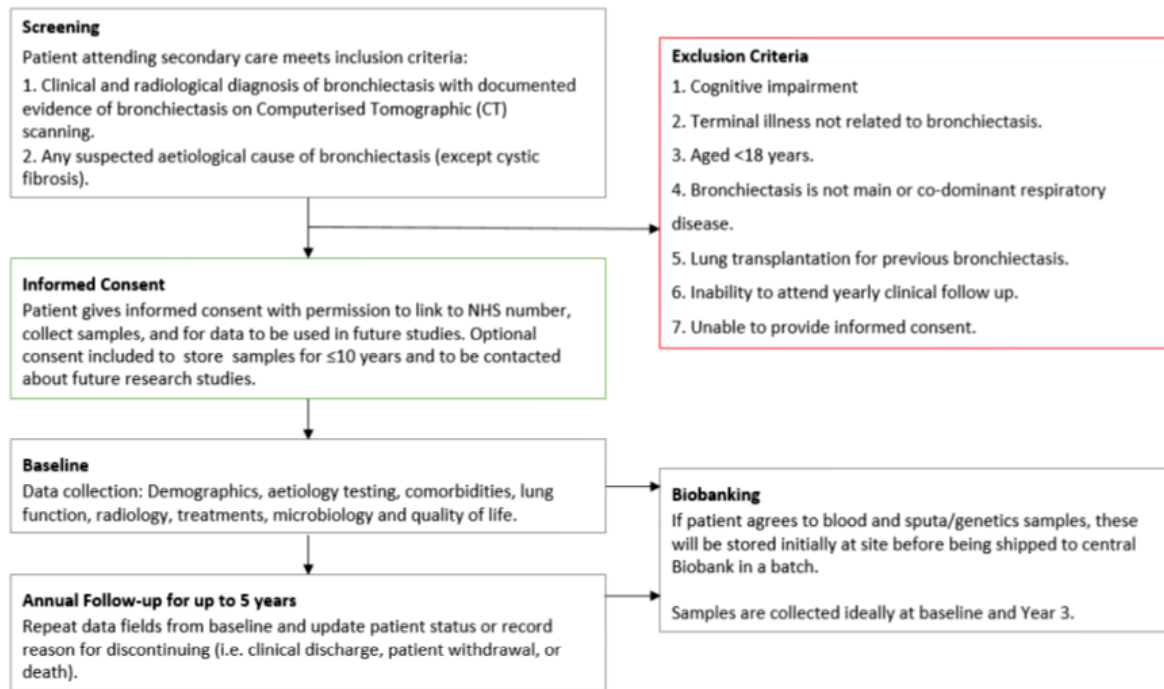 Screening
Patient attending secondary care meets inclusion criteria:
1. Clinical and radiological diagnosis of bronchiectasis with documented
evidence of bronchiectasis on Computerised Tomographic (CT)
scanning.
2. Any suspected aetiological cause of bronchiectasis (except cystic
fibrosis).
Exclusion Criteria
1. Cognitive impairment
2. Terminal illness not related to bronchiectasis.
3. Aged <18 years.
4. Bronchiectasis is not main or co-dominant respiratory
disease.
5. Lung transplantation for previous bronchiectasis.
6. Inability to attend yearly clinical follow up.
7. Unable to provide informed consent.
Informed Consent
Patient gives informed consent with permission to link to NHS number,
collect samples, and for data to be used in future studies. Optional
consent included to store samples for ≤10 years and to be contacted
about future research studies.
Baseline
Data collection: Demographics, aetiology testing, comorbidities, lung
function, radiology, treatments, microbiology and quality of life.
Biobanking
If patient agrees to blood and sputa/genetics samples, these
will be stored initially at site before being shipped to central
Biobank in a batch.
Samples are collected ideally at baseline and Year 3.
Annual Follow-up for up to 5 years
Repeat data fields from baseline and update patient status or record
reason for discontinuing (i.e. clinical discharge, patient withdrawal, or
death).